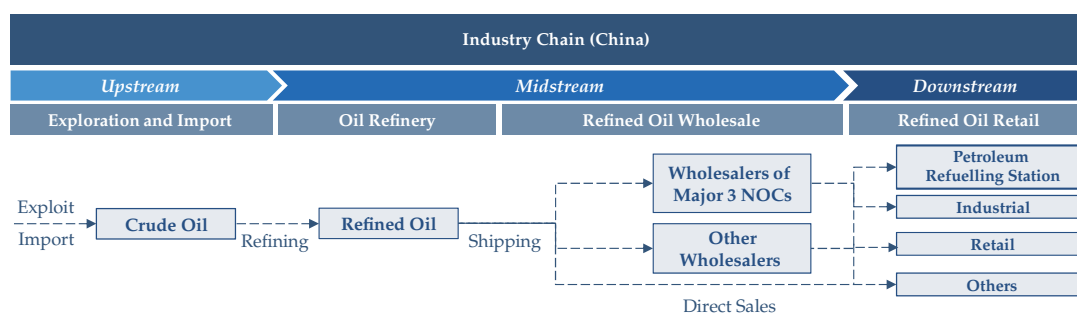 Industry Chain (China)
Upstream
Midstream
Downstream
Exploration and Import
Oil Refinery
Refined Oil Wholesale
Refined Oil Retail
Exploit
Import
Crude Oil
Refining
Refined Oil
Shipping
Wholesalers of
Major 3 NOCs
Other
Wholesalers
Direct Sales
Petroleum
Refuelling Station
Industrial
Retail
Others